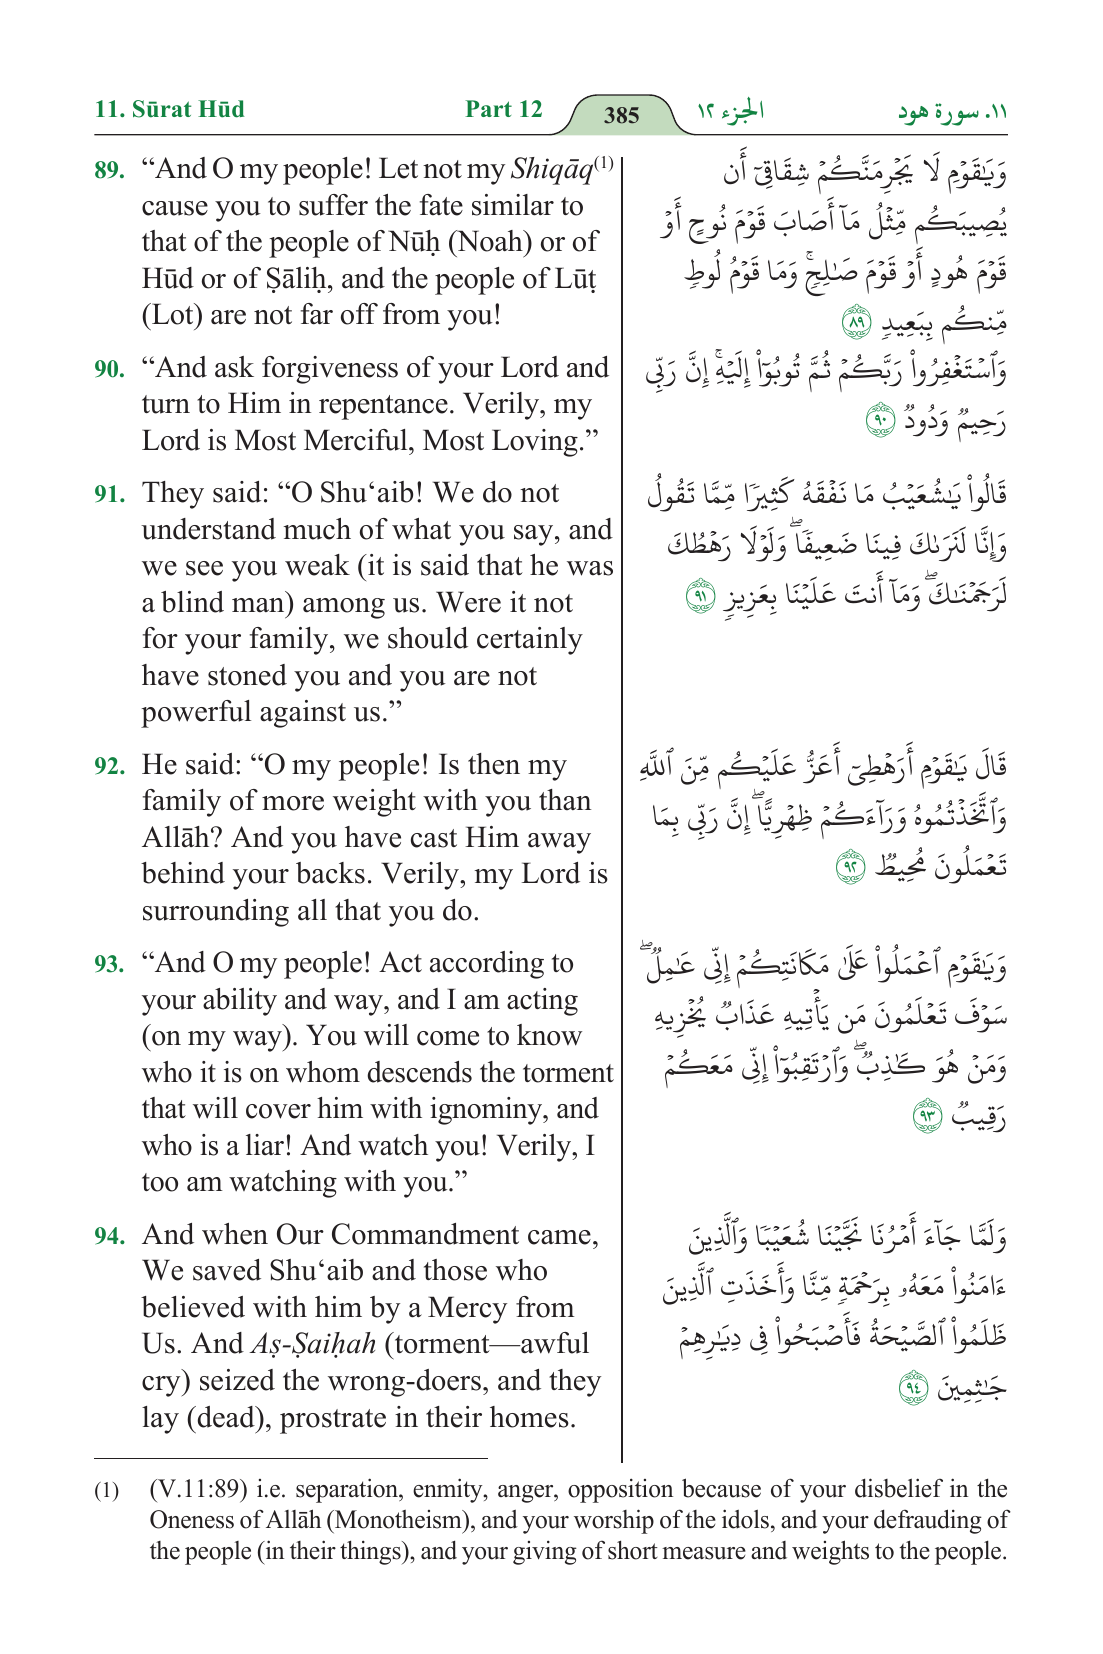 11. Sūrat Hūd
Part 12
385
الجزء ١٢
١١. سورة هود
89. “And O my people! Let not my Shiqāq(1)
cause you to suffer the fate similar to
that of the people of Nūḥ (Noah) or of
Hūd or of Ṣāliḥ, and the people of Lūṭ
(Lot) are not far off from you!
90. “And ask forgiveness of your Lord and
turn to Him in repentance. Verily, my
Lord is Most Merciful, Most Loving.”
91. They said: “O Shu‘aib! We do not
understand much of what you say, and
we see you weak (it is said that he was
a blind man) among us. Were it not
for your family, we should certainly
have stoned you and you are not
powerful against us.”
92. He said: “O my people! Is then my
family of more weight with you than
Allāh? And you have cast Him away
behind your backs. Verily, my Lord is
surrounding all that you do.
93. “And O my people! Act according to
your ability and way, and I am acting
(on my way). You will come to know
who it is on whom descends the torment
that will cover him with ignominy, and
who is a liar! And watch you! Verily, I
too am watching with you.”
94. And when Our Commandment came,
We saved Shu‘aib and those who
believed with him by a Mercy from
Us. And Aṣ-Ṣaiḥah (torment—awful
cry) seized the wrong-doers, and they
lay (dead), prostrate in their homes.
وَيَٰقَوْمِ لَا يَجْرِمَنَّكُمْ شِقَاقِىٓ أَن
يُصِيبَكُم مِّثْلُ مَآ أَصَابَ قَوْمَ نُوحٍ أَوْ
قَوْمَ هُودٍ أَوْ قَوْمَ صَٰلِحٍۚ وَمَا قَوْمُ لُوطٍ
مِّنكُم بِبَعِيدٍ ٨٩
وَٱسْتَغْفِرُوا۟ رَبَّكُمْ ثُمَّ تُوبُوٓا۟ إِلَيْهِۚ إِنَّ رَبِّى
رَحِيمٌ وَدُودٌ ٩٠
قَالُوا۟ يَٰشُعَيْبُ مَا نَفْقَهُ كَثِيرًا مِّمَّا تَقُولُ
وَإِنَّا لَنَرَىٰكَ فِينَا ضَعِيفًاۖ وَلَوْلَا رَهْطُكَ
لَرَجَمْنَٰكَۖ وَمَآ أَنتَ عَلَيْنَا بِعَزِيزٍ ٩١
قَالَ يَٰقَوْمِ أَرَهْطِىٓ أَعَزُّ عَلَيْكُم مِّنَ ٱللَّهِ
وَٱتَّخَذْتُمُوهُ وَرَآءَكُمْ ظِهْرِيًّاۖ إِنَّ رَبِّى بِمَا
تَعْمَلُونَ مُحِيطٌ ٩٢
وَيَٰقَوْمِ ٱعْمَلُوا۟ عَلَىٰ مَكَانَتِكُمْ إِنِّى عَٰمِلٌۖ
سَوْفَ تَعْلَمُونَ مَن يَأْتِيهِ عَذَابٌ يُخْزِيهِ
وَمَنْ هُوَ كَٰذِبٌۖ وَٱرْتَقِبُوٓا۟ إِنِّى مَعَكُمْ
رَقِيبٌ ٩٣
وَلَمَّا جَآءَ أَمْرُنَا نَجَّيْنَا شُعَيْبًا وَٱلَّذِينَ
ءَامَنُوا۟ مَعَهُۥ بِرَحْمَةٍ مِّنَّا وَأَخَذَتِ ٱلَّذِينَ
ظَلَمُوا۟ ٱلصَّيْحَةُ فَأَصْبَحُوا۟ فِى دِيَٰرِهِمْ
جَٰثِمِينَ ٩٤
(1) (V.11:89) i.e. separation, enmity, anger, opposition because of your disbelief in the
Oneness of Allāh (Monotheism), and your worship of the idols, and your defrauding of
the people (in their things), and your giving of short measure and weights to the people.